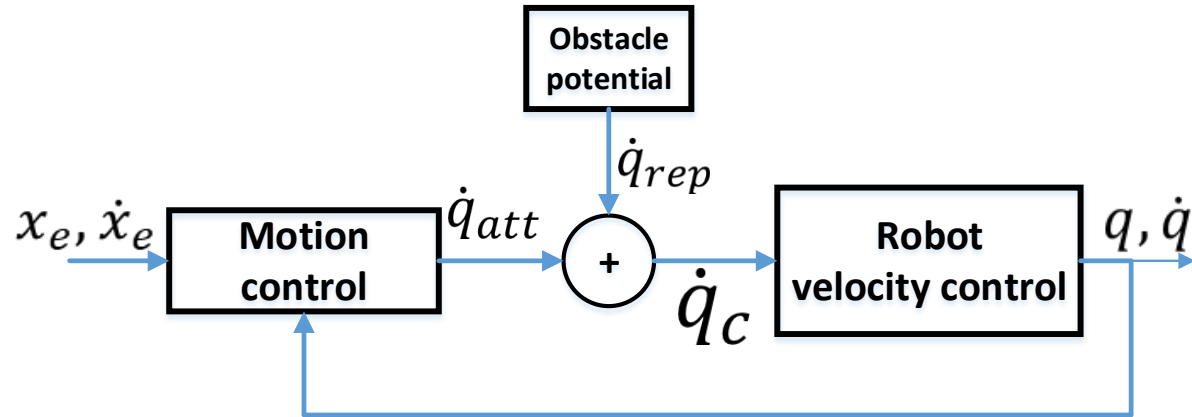 Obstacle
potential
q̇_rep
x_e, ẋ_e
Motion
control
q̇_att
+
q̇_c
Robot
velocity control
q, q̇